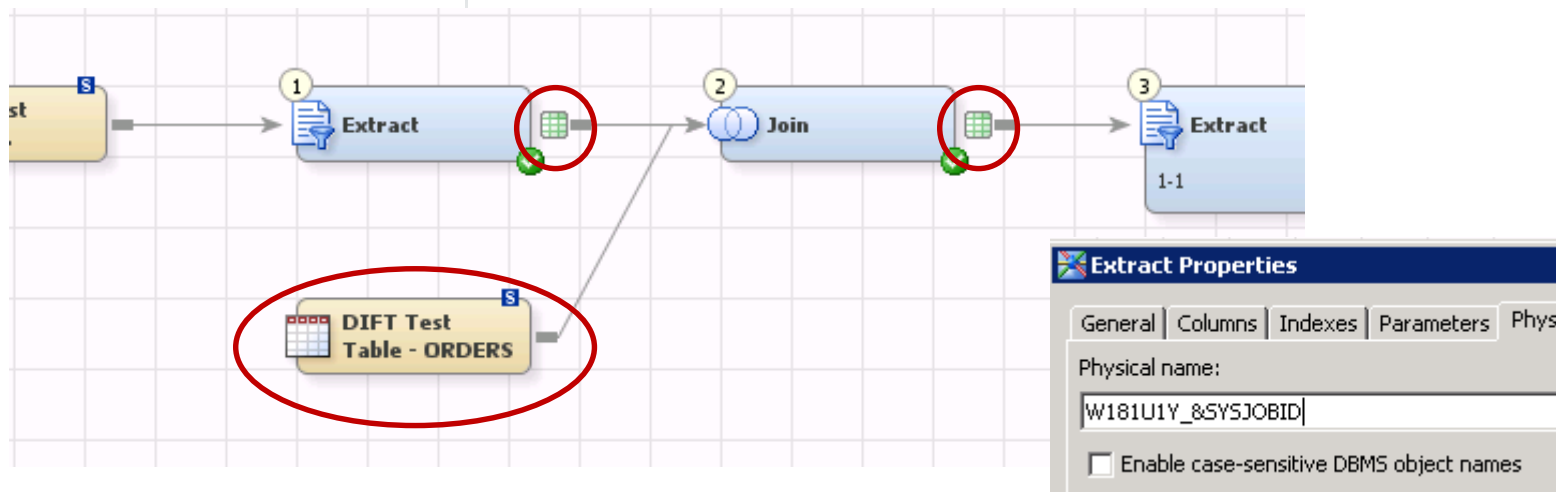 S
st
1
Extract
2
Join
3
Extract
1-1
S
DIFT Test
Table - ORDERS
Extract Properties
General Columns Indexes Parameters Phys
Physical name:
W181U1Y_&SYSJOBID
Enable case-sensitive DBMS object names